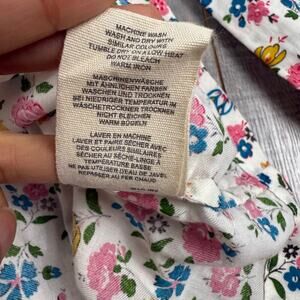 MACHINE WASH
WASH AND DRY WITH
SIMILAR COLOURS
TUMBLE DRY ON A LOW HEAT
DO NOT BLEACH
WARM IRON
MASCHINENWÄSCHE
MIT ÄHNLICHEN FARBEN
WASCHEN UND TROCKNEN
BEI NIEDRIGER TEMPERATUR IM
WÄSCHETROCKNER TROCKNEN
NICHT BLEICHEN
WARM BÜGELN
LAVER EN MACHINE
LAVER ET FAIRE SÉCHER AVEC
DES COULEURS SIMILAIRES
SÉCHER AU SÈCHE-LINGE À
TEMPÉRATURE BASSE
NE PAS UTILISER D'EAU DE JAVEL
REPASSAGE AU FER CHAUD